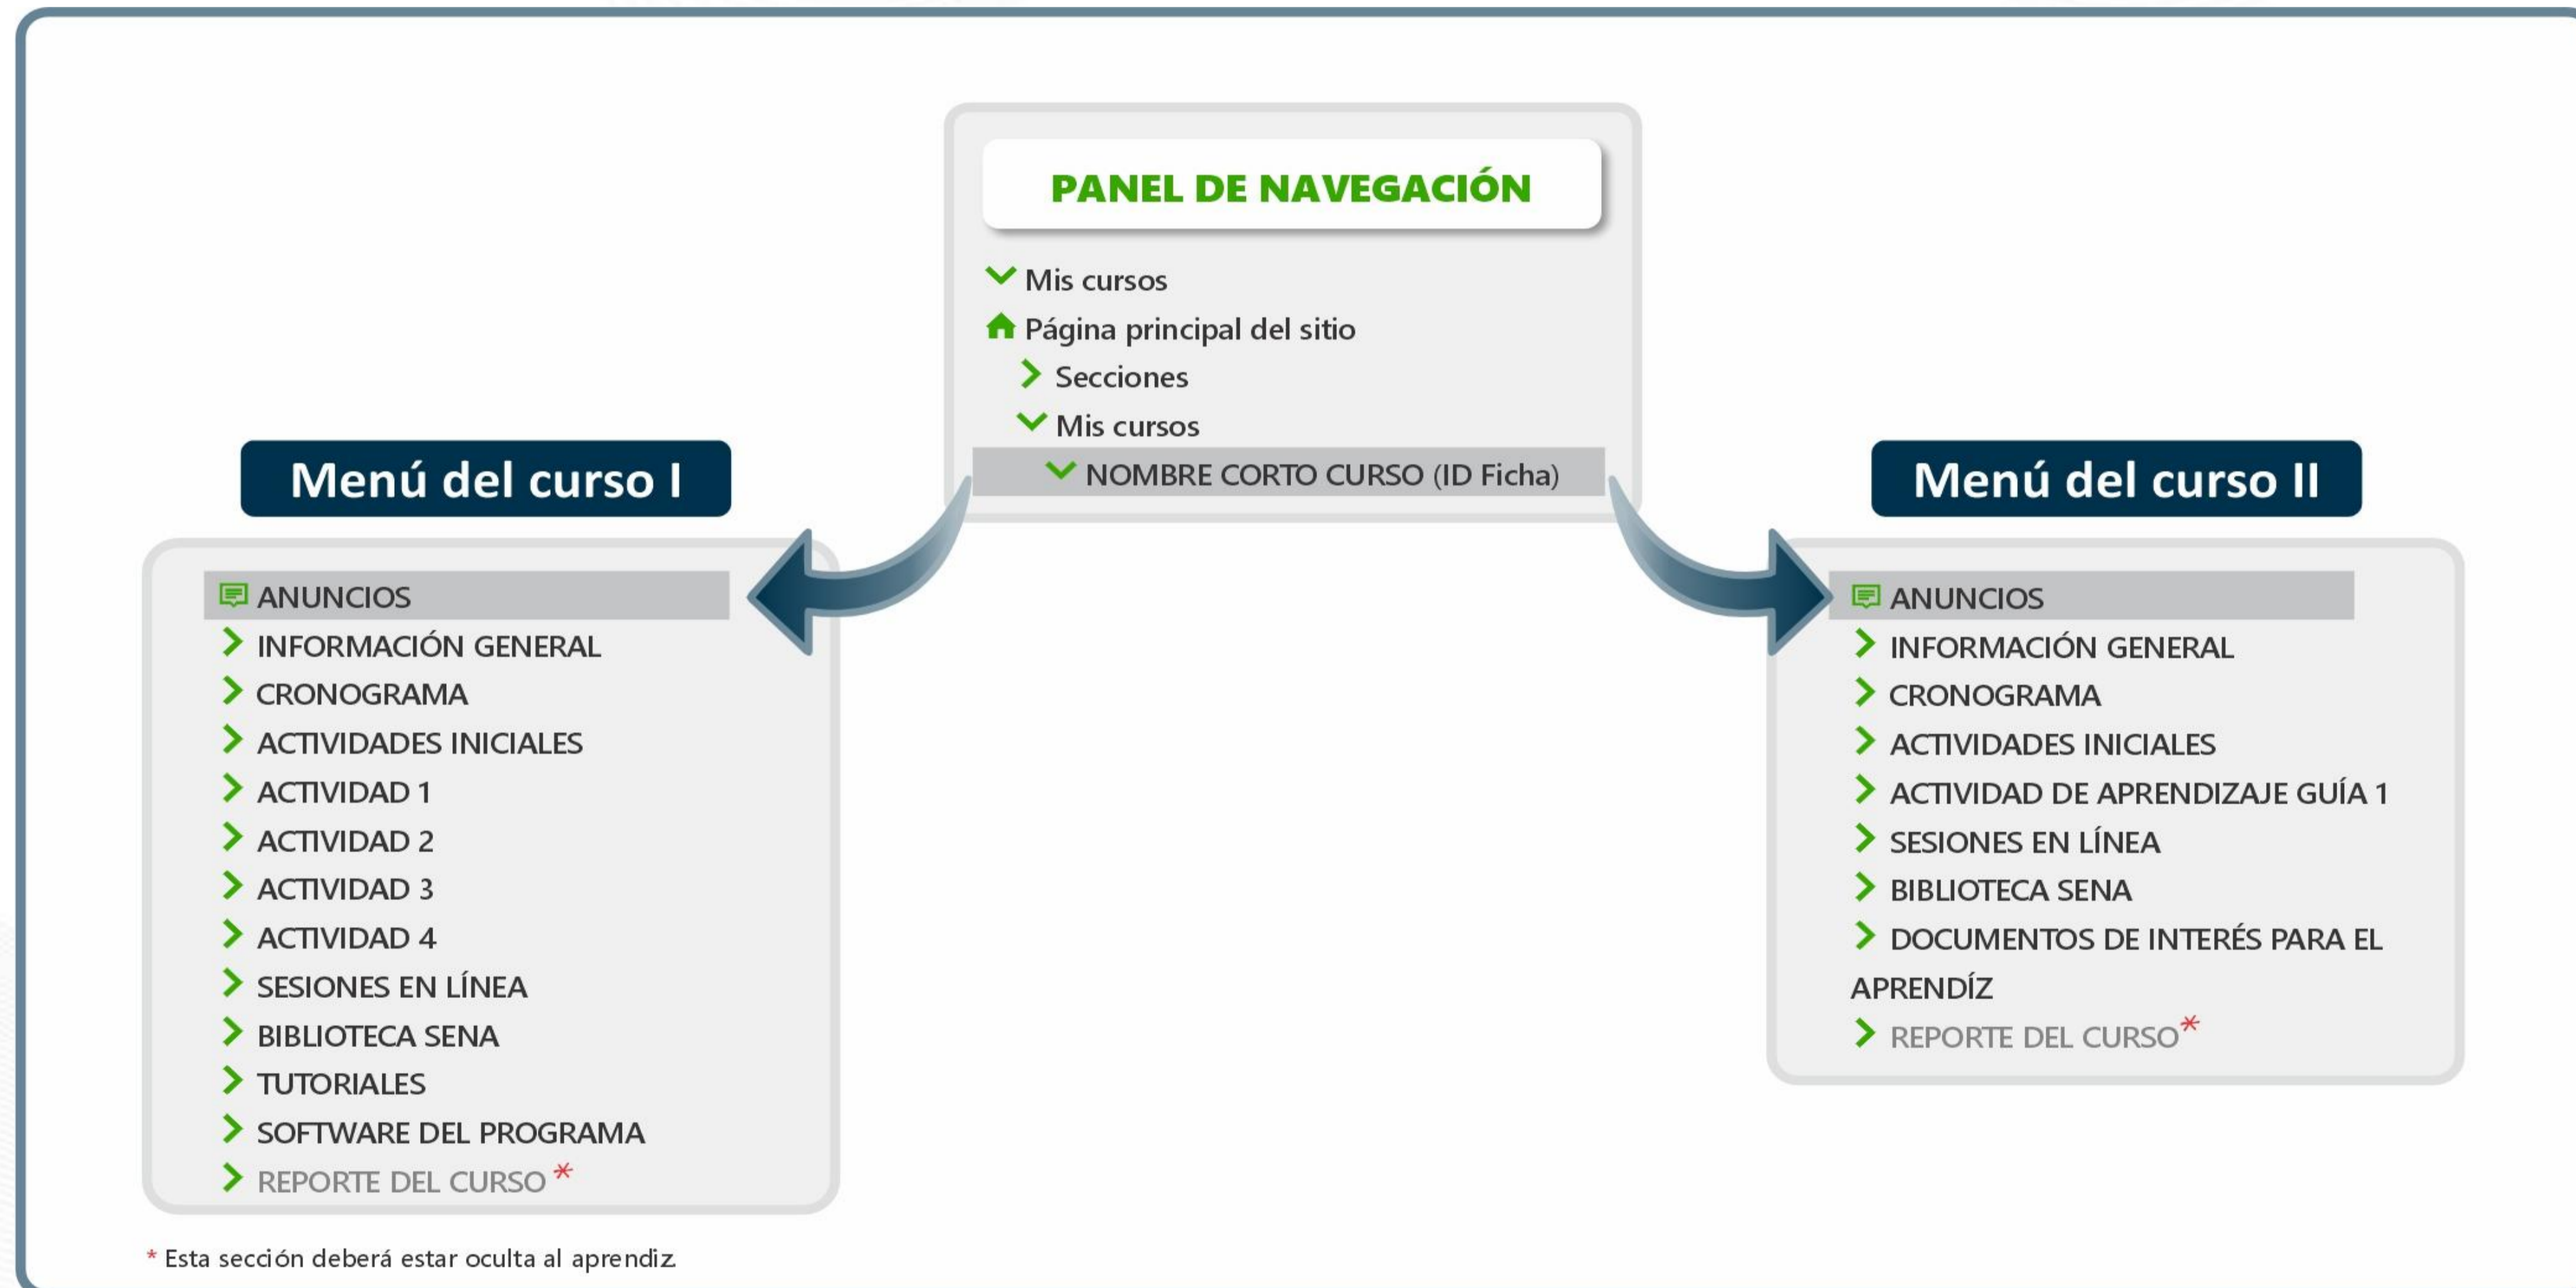 PANEL DE NAVEGACIÓN
Mis cursos
Página principal del sitio
Secciones
Mis cursos
NOMBRE CORTO CURSO (ID Ficha)
Menú del curso I
ANUNCIOS
INFORMACIÓN GENERAL
CRONOGRAMA
ACTIVIDADES INICIALES
ACTIVIDAD 1
ACTIVIDAD 2
ACTIVIDAD 3
ACTIVIDAD 4
SESIONES EN LÍNEA
BIBLIOTECA SENA
TUTORIALES
SOFTWARE DEL PROGRAMA
REPORTE DEL CURSO *
* Esta sección deberá estar oculta al aprendiz.
Menú del curso II
ANUNCIOS
INFORMACIÓN GENERAL
CRONOGRAMA
ACTIVIDADES INICIALES
ACTIVIDAD DE APRENDIZAJE GUÍA 1
SESIONES EN LÍNEA
BIBLIOTECA SENA
DOCUMENTOS DE INTERÉS PARA EL
APRENDÍZ
REPORTE DEL CURSO*